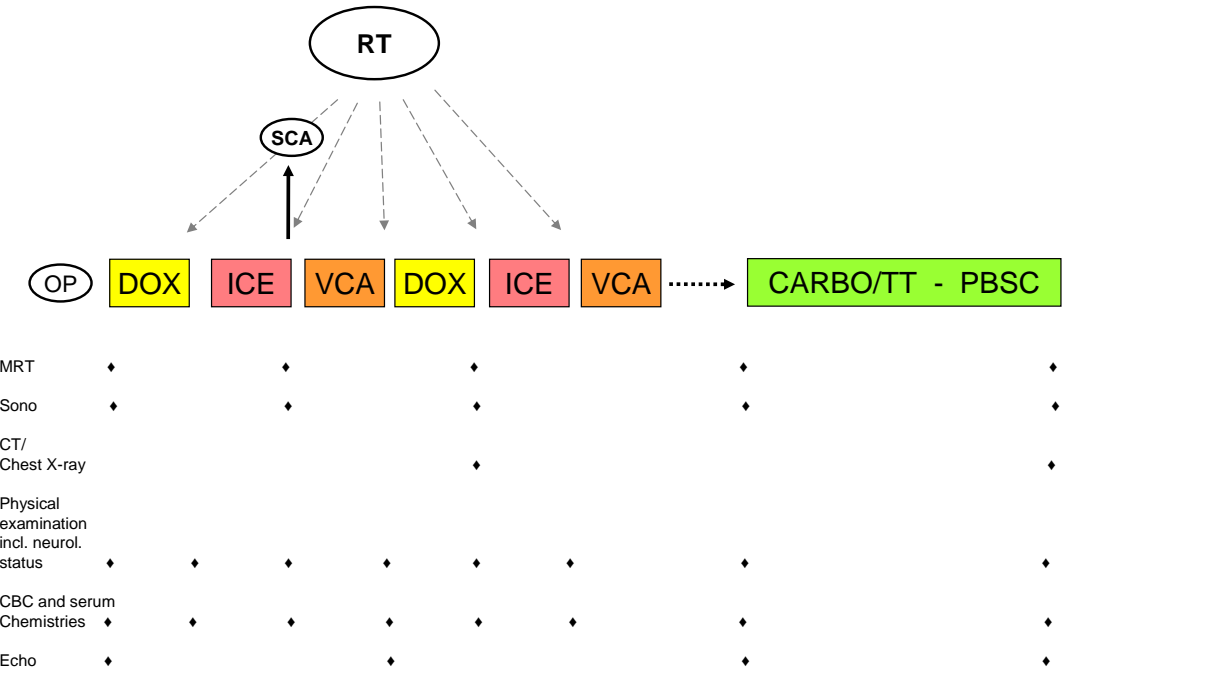 RT
SCA
OP DOX ICE VCA DOX ICE VCA CARBO/TT - PBSC
MRT
Sono
CT/
Chest X-ray
Physical
examination
incl. neurol.
status
CBC and serum
Chemistries
Echo